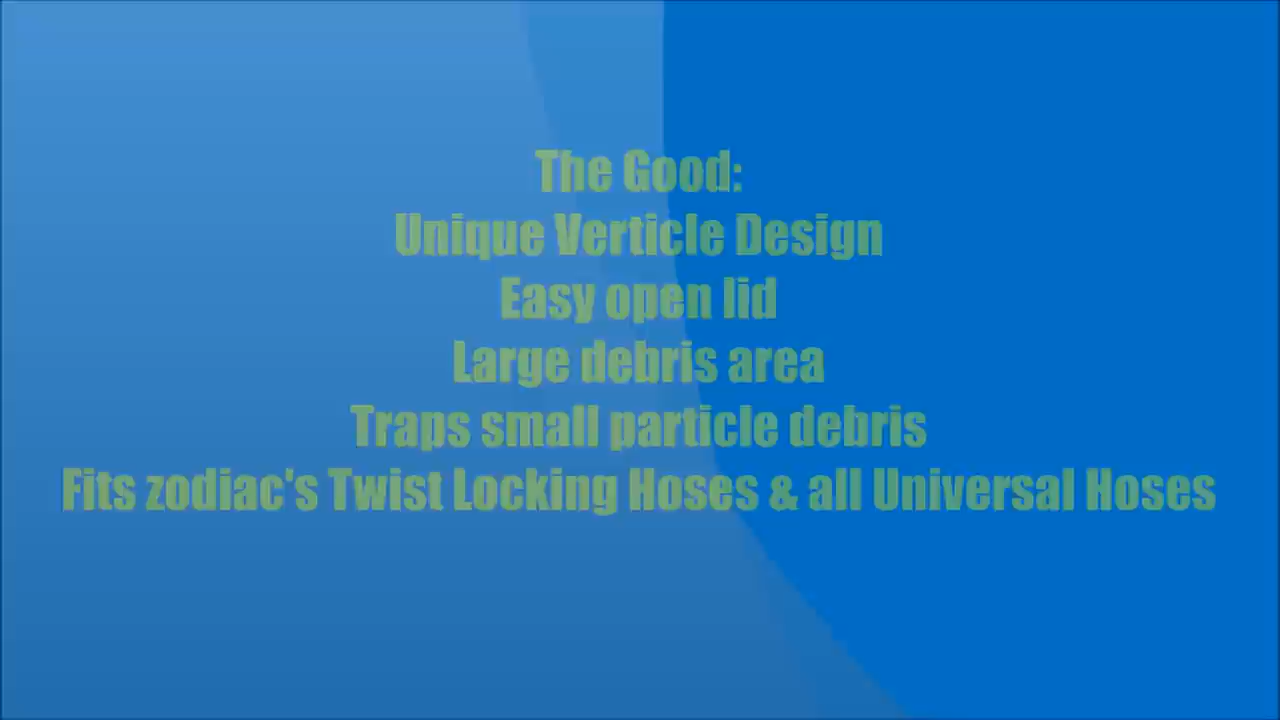 The Good:
Unique Verticle Design
Easy open lid
Large debris area
Traps small particle debris
Fits zodiac's Twist Locking Hoses & all Universal Hoses